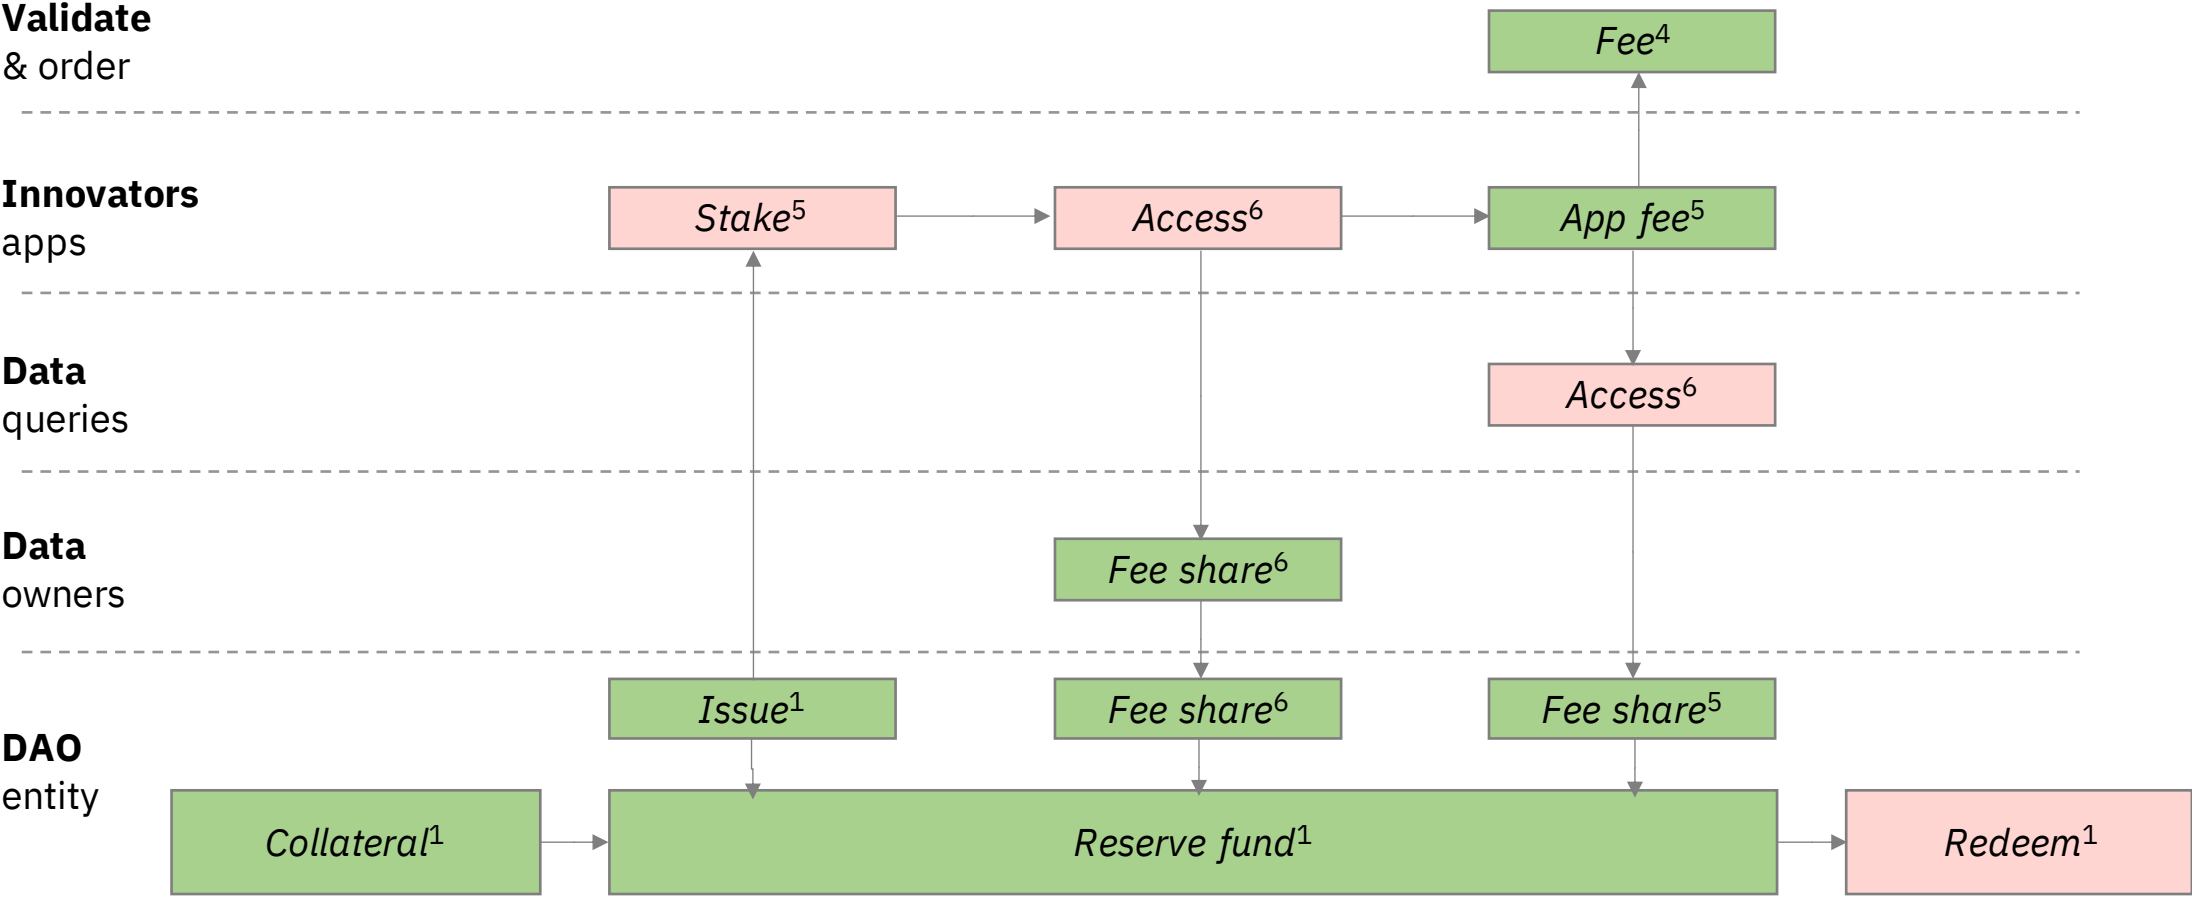 Validate
& order
Fee⁴
Innovators
apps
Stake⁵
Access⁶
App fee⁵
Data
queries
Access⁶
Data
owners
Fee share⁶
Issue¹
Fee share⁶
Fee share⁵
DAO
entity
Collateral¹
Reserve fund¹
Redeem¹